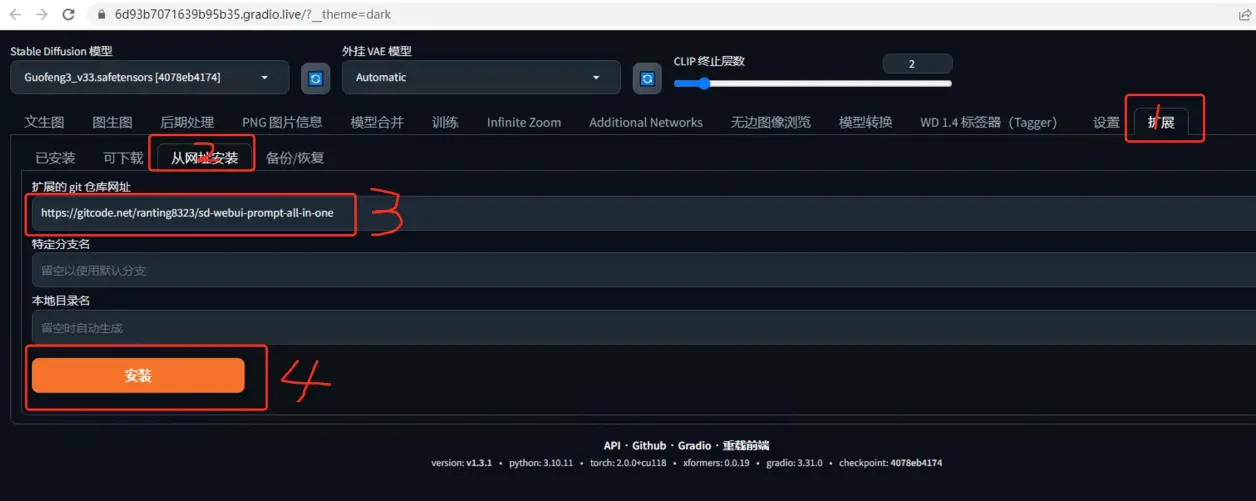 6d93b7071639b95b35.gradio.live/?__theme=dark
Stable Diffusion 模型
外挂 VAE 模型
CLIP 终止层数
2
Guofeng3_v33.safetensors [4078eb4174]
Automatic
文生图 图生图 后期处理 PNG 图片信息 模型合并 训练 Infinite Zoom Additional Networks 无边图像浏览 模型转换 WD 1.4 标签器（Tagger） 设置 扩展
1
已安装 可下载 从网址安装 备份/恢复
2
扩展的 git 仓库网址
https://gitcode.net/ranting8323/sd-webui-prompt-all-in-one
3
特定分支名
留空以使用默认分支
本地目录名
留空时自动生成
安装
4
API · Github · Gradio · 重载前端
version: v1.3.1 • python: 3.10.11 • torch: 2.0.0+cu118 • xformers: 0.0.19 • gradio: 3.31.0 • checkpoint: 4078eb4174